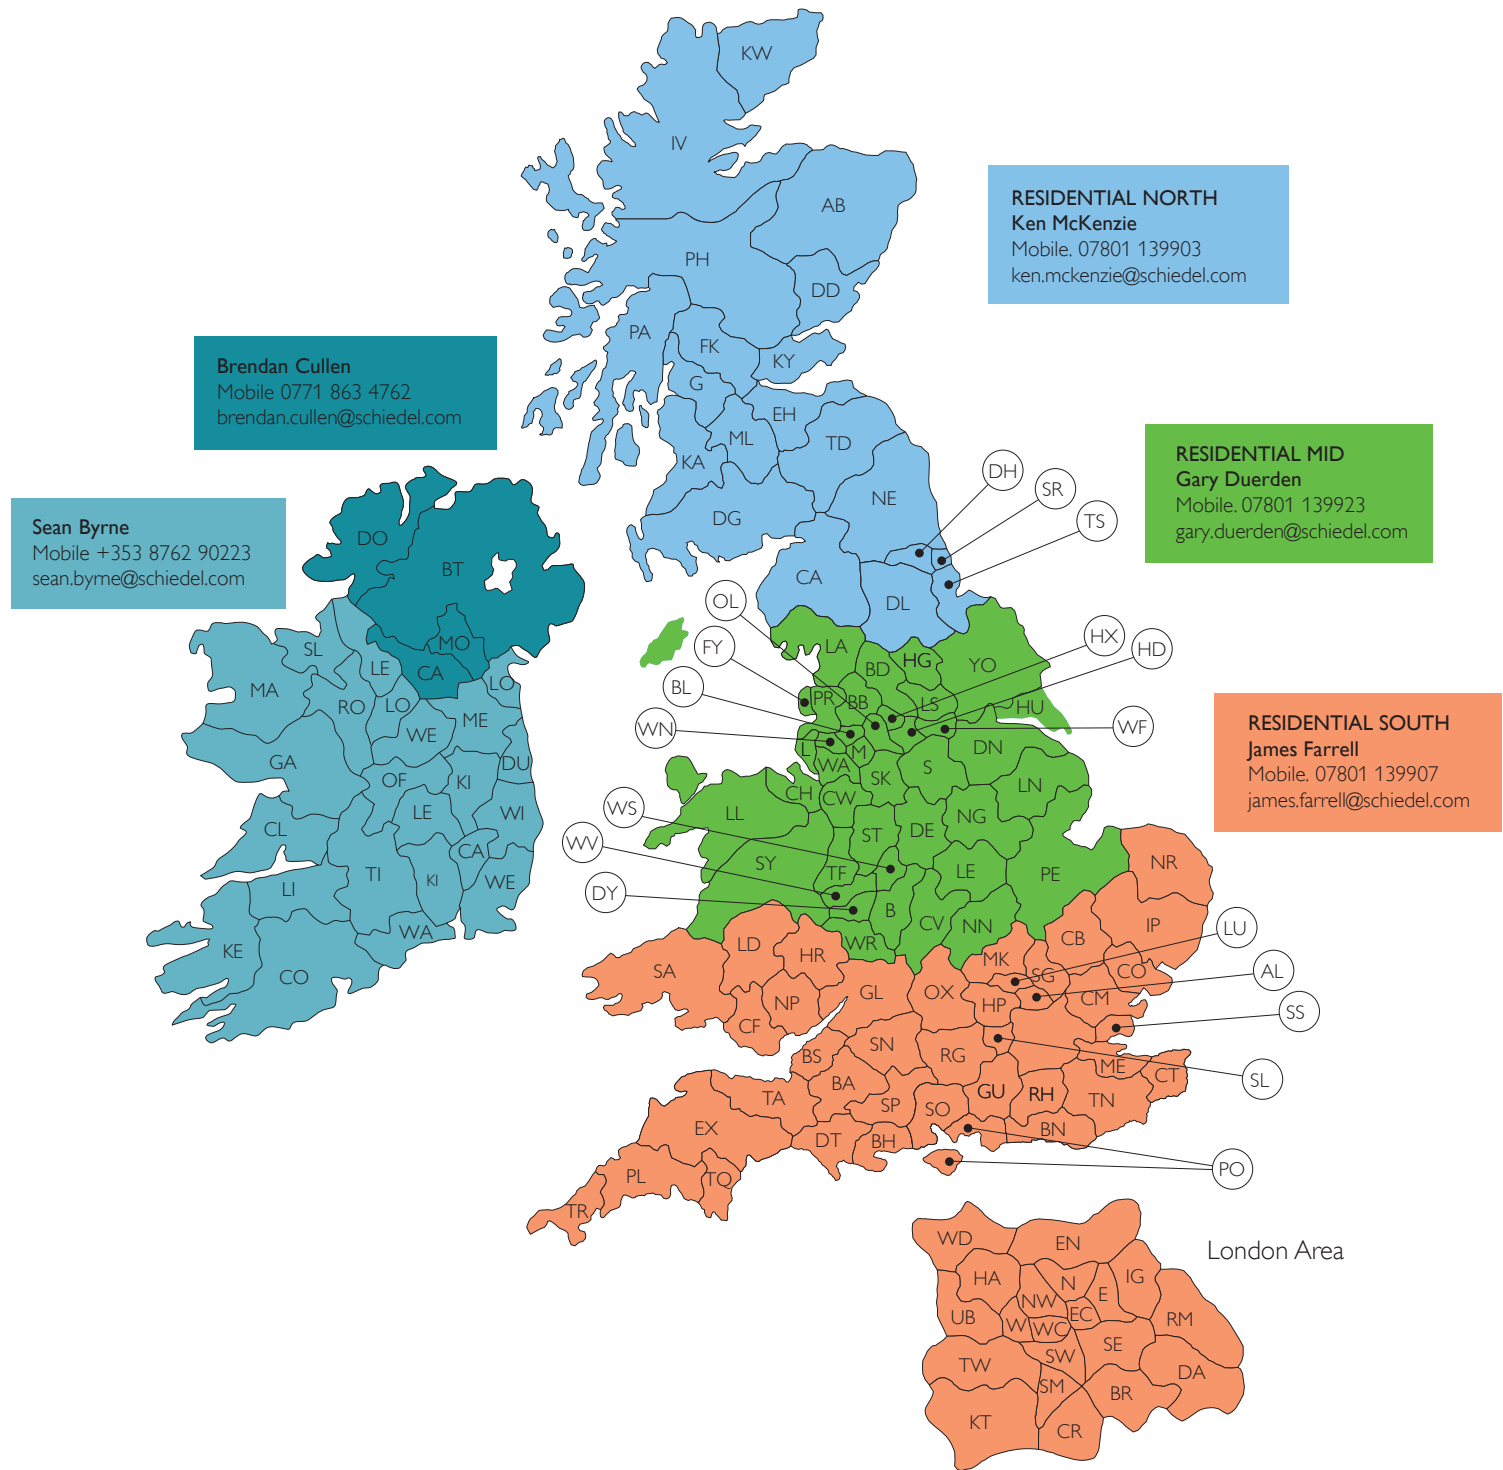 KW
IV
AB
PH
DD
PA
FK
KY
G
EH
ML
TD
KA
NE
DG
CA
DL
DH
SR
TS
RESIDENTIAL NORTH
Ken McKenzie
Mobile. 07801 139903
ken.mckenzie@schiedel.com
Brendan Cullen
Mobile 0771 863 4762
brendan.cullen@schiedel.com
Sean Byrne
Mobile +353 8762 90223
sean.byrne@schiedel.com
RESIDENTIAL MID
Gary Duerden
Mobile. 07801 139923
gary.duerden@schiedel.com
RESIDENTIAL SOUTH
James Farrell
Mobile. 07801 139907
james.farrell@schiedel.com
DO
BT
MO
CA
SL
LE
LO
MA
RO
LO
ME
WE
GA
DU
OF
KI
LE
WI
CL
CA
TI
KI
WE
LI
WA
KE
CO
OL
FY
BL
WN
WS
WV
DY
HX
HD
WF
LA
BD
HG
YO
PR
BB
LS
HU
L
M
WA
SK
S
DN
CH
CW
LN
LL
ST
DE
NG
SY
TF
LE
PE
B
CV
NN
WR
NR
IP
CB
LU
AL
SS
SL
PO
LD
HR
SA
MK
SG
CO
GL
OX
HP
CM
NP
CF
BS
SN
RG
ME
CT
BA
GU
RH
TN
TA
SP
SO
EX
DT
BH
BN
PL
TQ
TR
London Area
WD
EN
HA
N
IG
NW
E
UB
W
WC
EC
RM
SE
TW
SW
DA
SM
BR
KT
CR